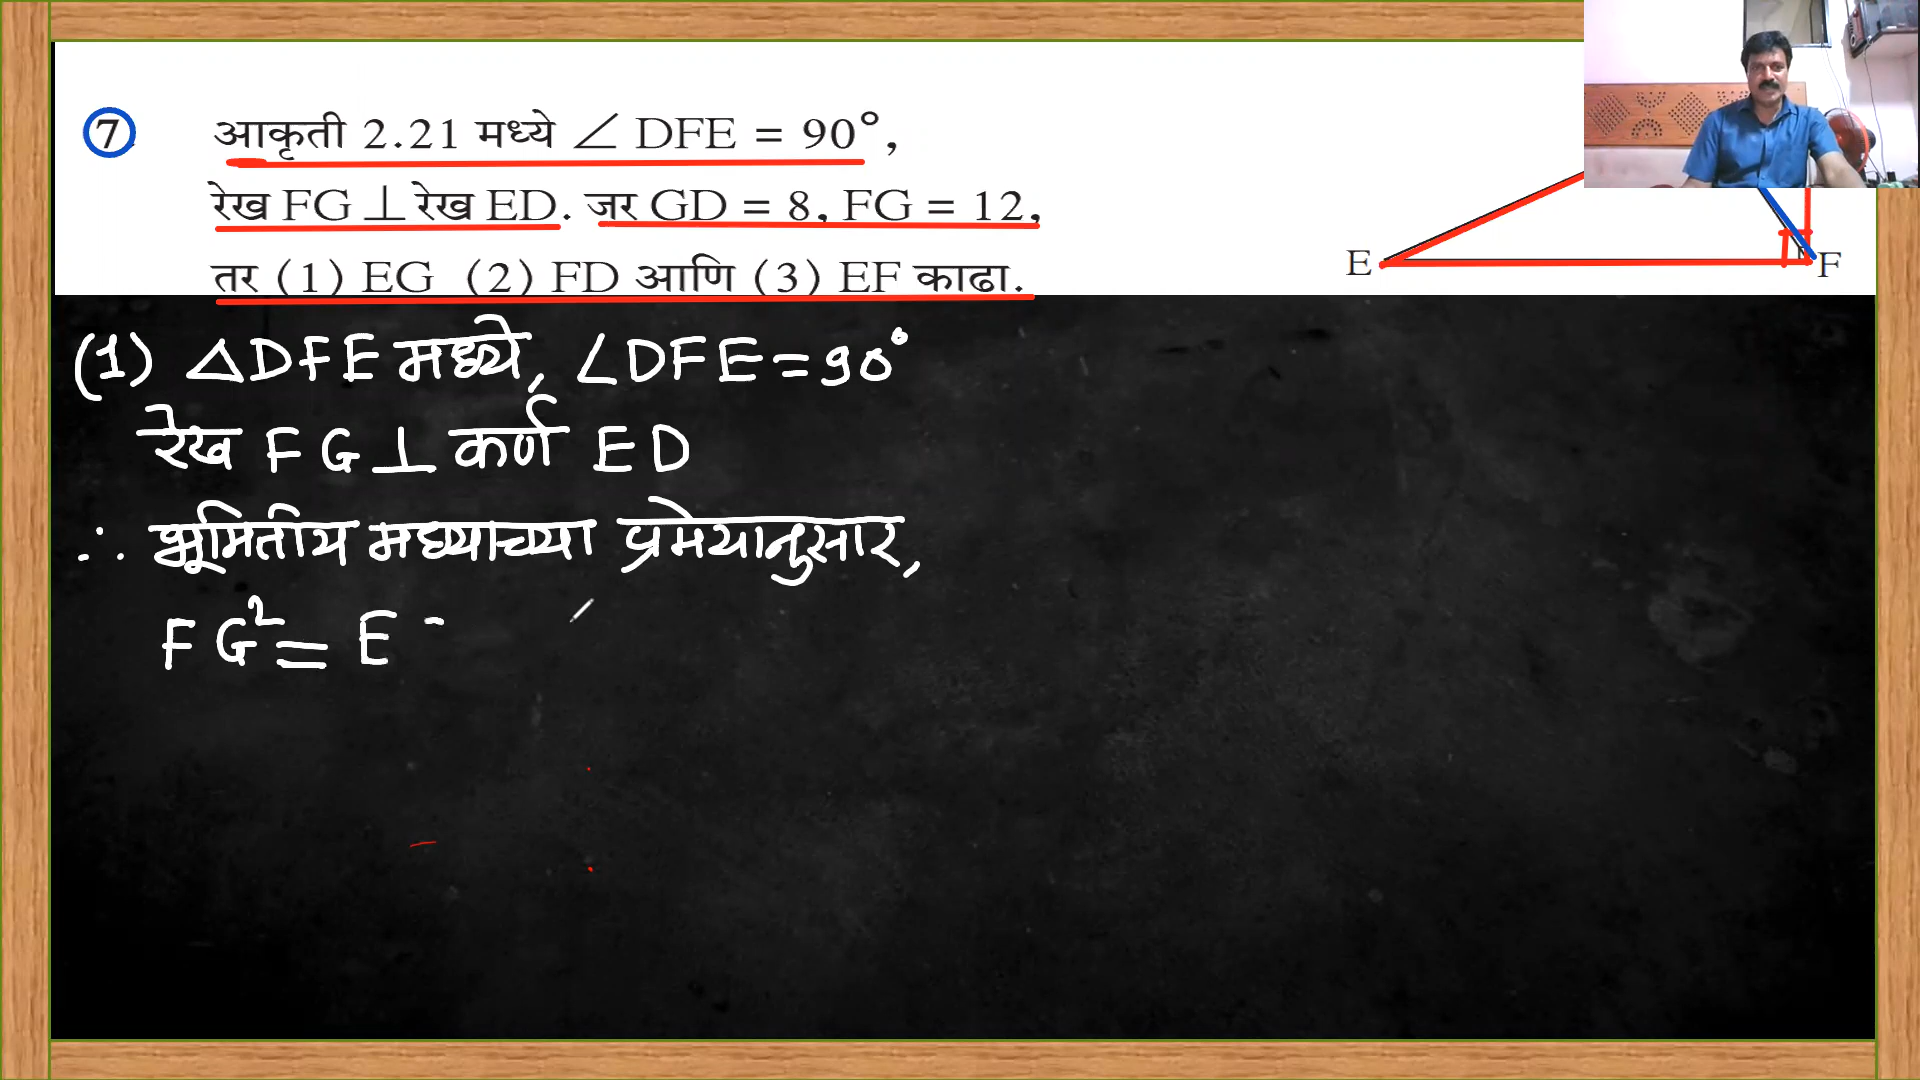 7 आकृती 2.21 मध्ये ∠ DFE = 90°,
रेख FG ⊥ रेख ED. जर GD = 8, FG = 12,
तर (1) EG (2) FD आणि (3) EF काढा.
E
F
(1) △DFE मध्ये, ∠DFE=90°
रेख FG ⊥ कर्ण ED
∴ भूमितीय मध्याच्या प्रमेयानुसार,
FG² = E